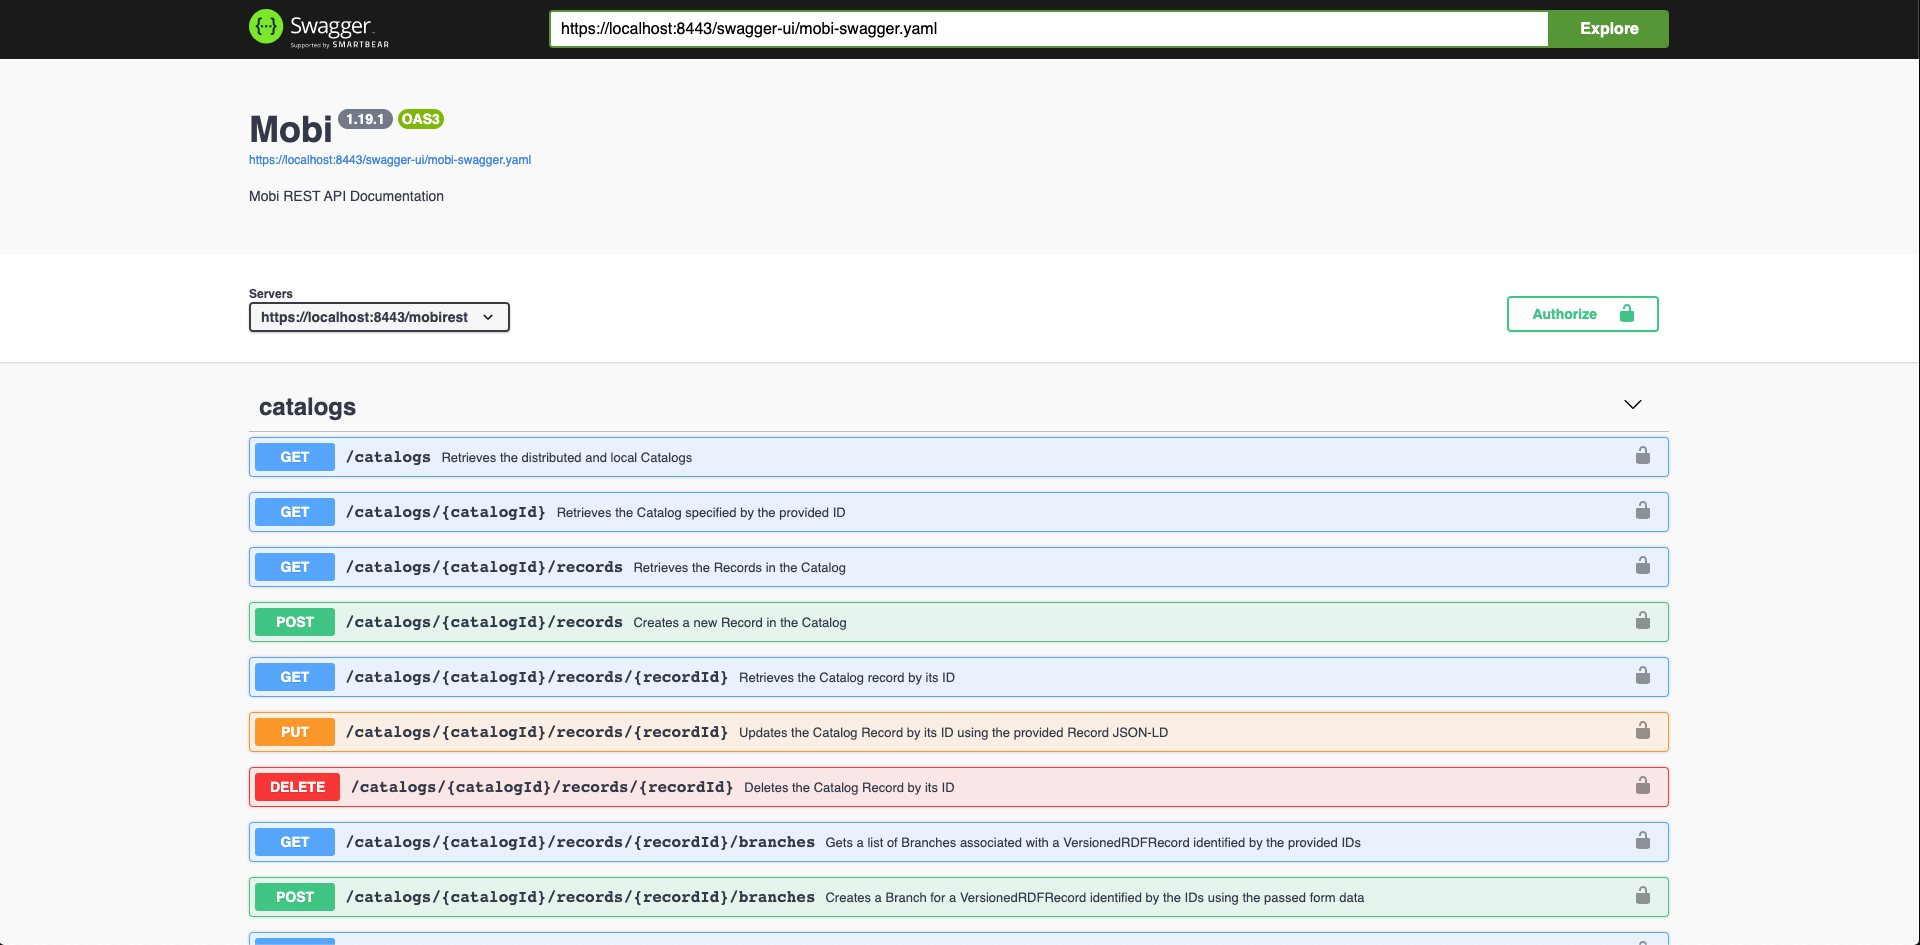 Swagger
Supported by SMARTBEAR
https://localhost:8443/swagger-ui/mobi-swagger.yaml
Explore
Mobi 1.19.1 OAS3
https://localhost:8443/swagger-ui/mobi-swagger.yaml
Mobi REST API Documentation
Servers
https://localhost:8443/mobirest
Authorize
catalogs
GET /catalogs Retrieves the distributed and local Catalogs
GET /catalogs/{catalogId} Retrieves the Catalog specified by the provided ID
GET /catalogs/{catalogId}/records Retrieves the Records in the Catalog
POST /catalogs/{catalogId}/records Creates a new Record in the Catalog
GET /catalogs/{catalogId}/records/{recordId} Retrieves the Catalog record by its ID
PUT /catalogs/{catalogId}/records/{recordId} Updates the Catalog Record by its ID using the provided Record JSON-LD
DELETE /catalogs/{catalogId}/records/{recordId} Deletes the Catalog Record by its ID
GET /catalogs/{catalogId}/records/{recordId}/branches Gets a list of Branches associated with a VersionedRDFRecord identified by the provided IDs
POST /catalogs/{catalogId}/records/{recordId}/branches Creates a Branch for a VersionedRDFRecord identified by the IDs using the passed form data